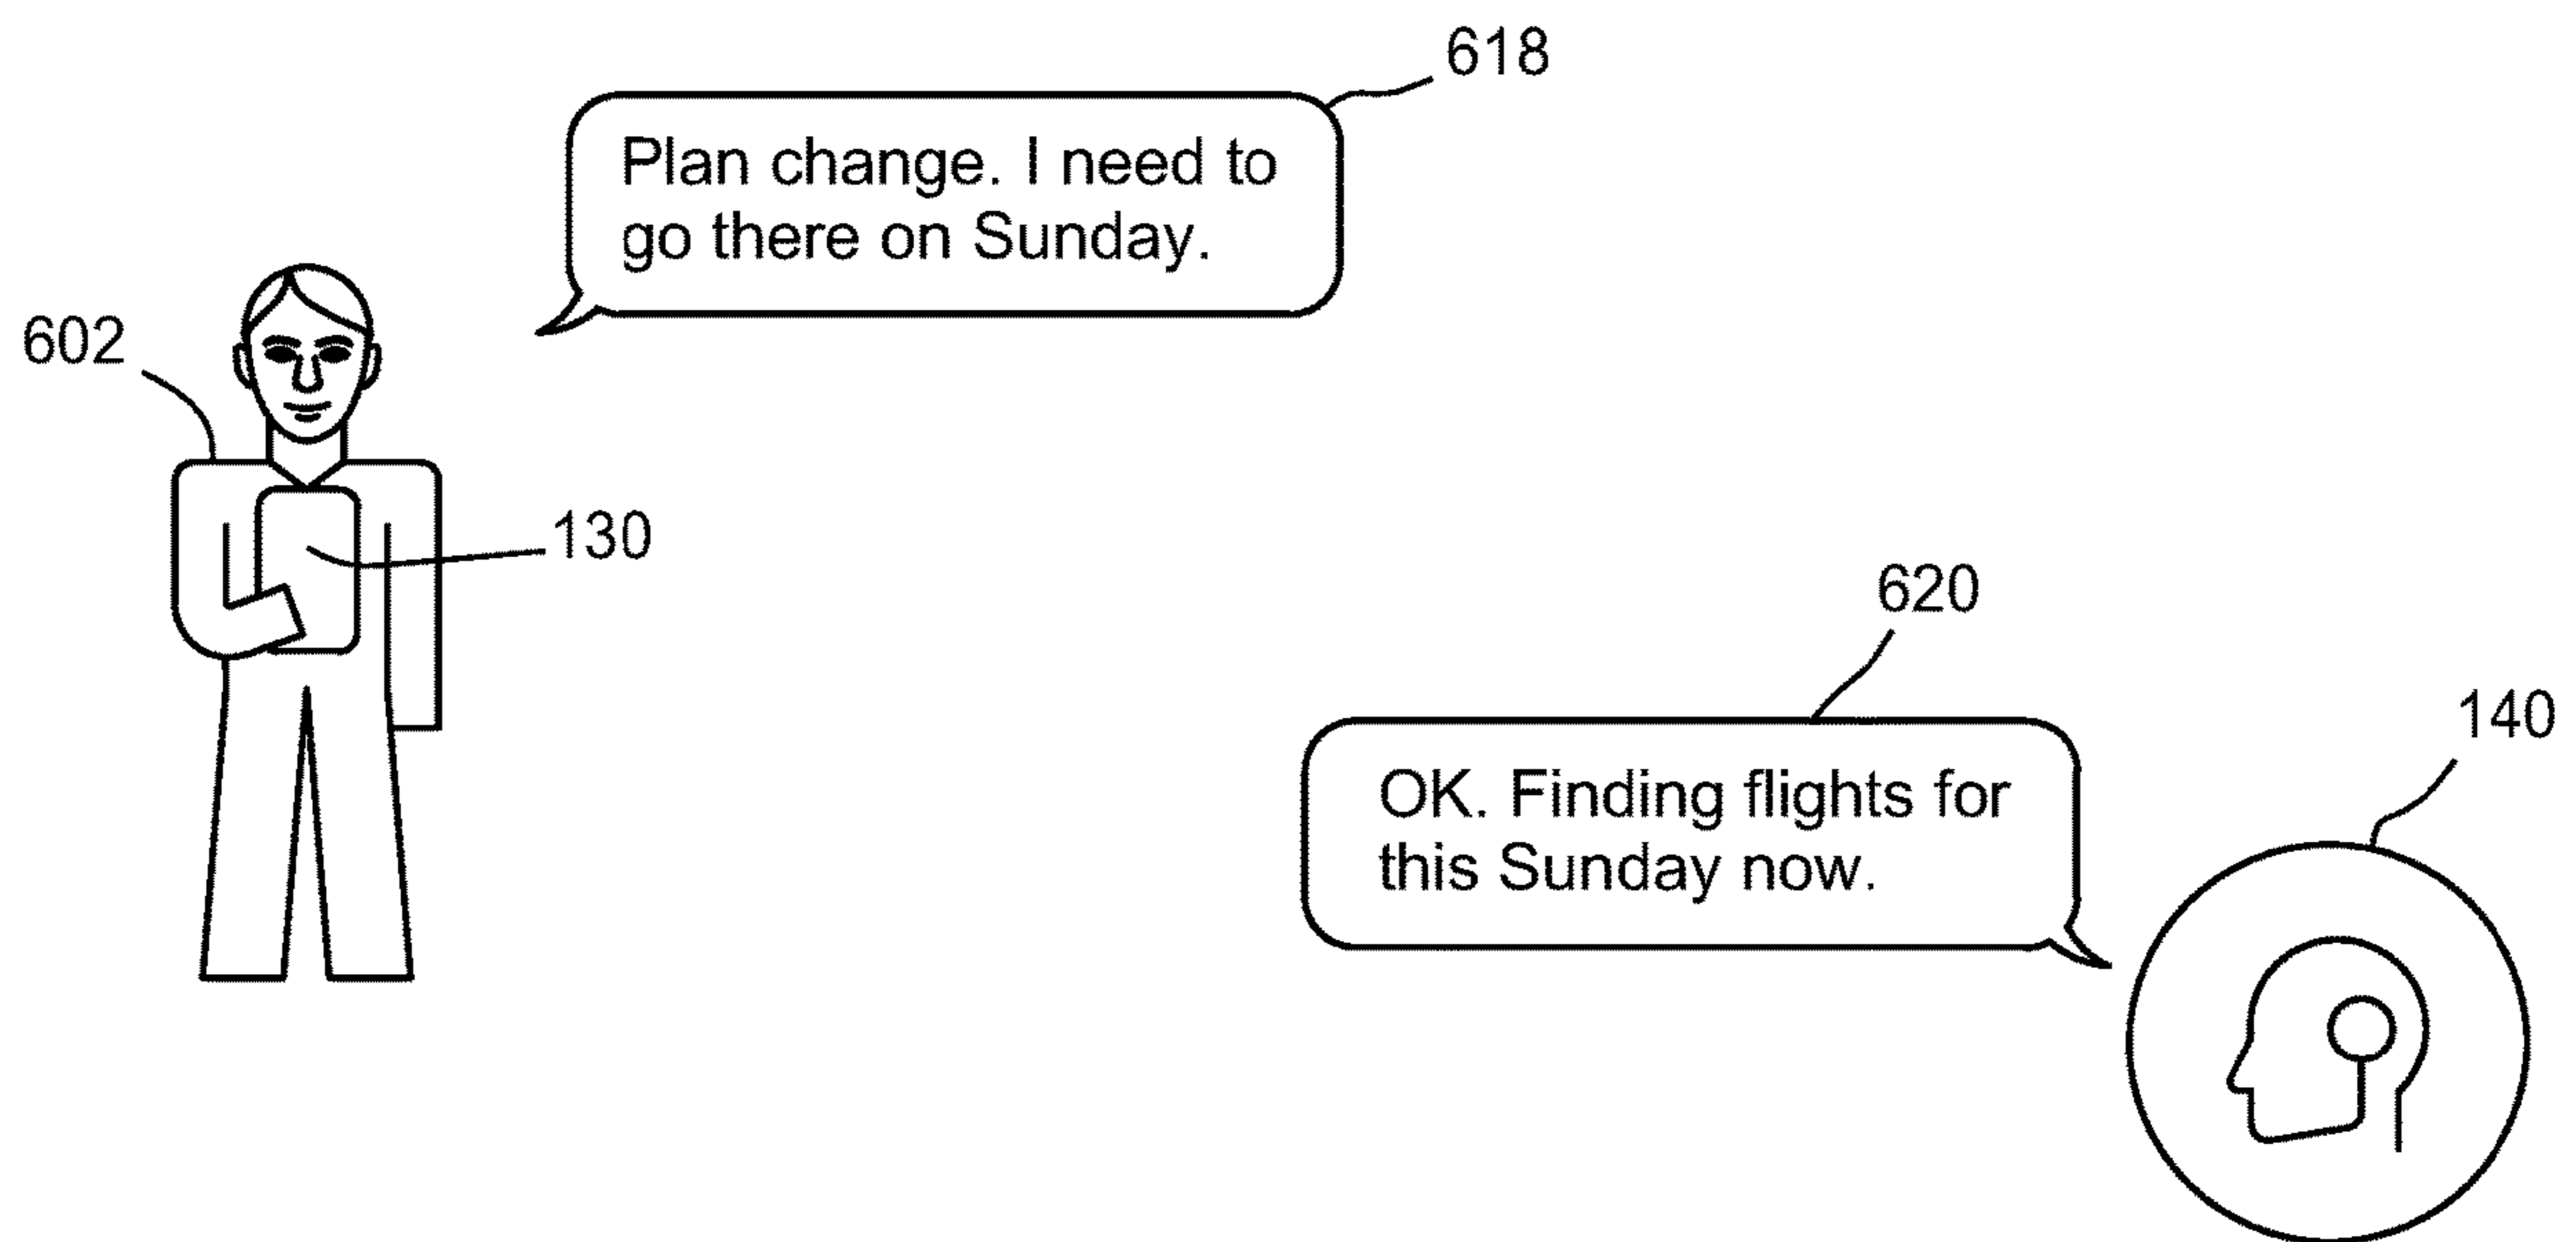 618
Plan change. I need to
go there on Sunday.
602
130
620
140
OK. Finding flights for
this Sunday now.